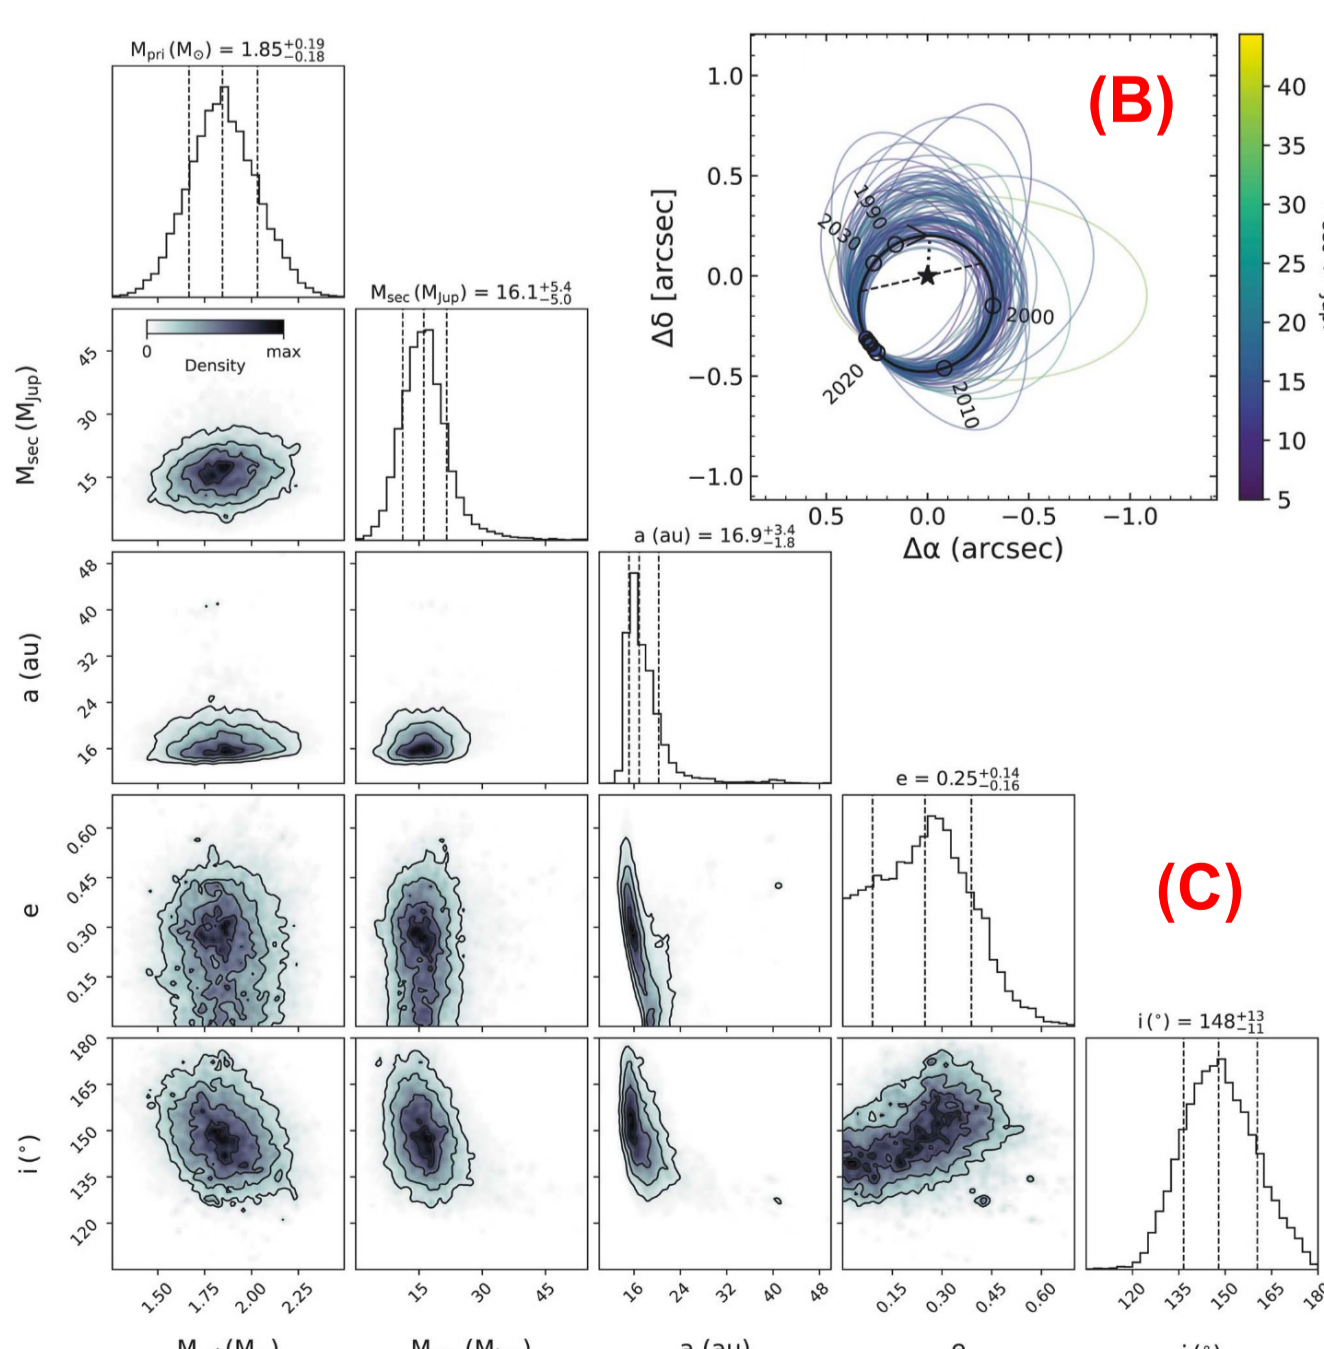 M_pri (M_⊙) = 1.85^{+0.19}_{-0.18}
(B)
1.0
0.5
0.0
−0.5
−1.0
Δδ [arcsec]
1990
2030
2000
2020
2010
0.5 0.0 −0.5 −1.0
Δα (arcsec)
40
35
30
25
20
15
10
5
M_sec (M_Jup) = 16.1^{+5.4}_{-5.0}
0 max
Density
M_sec (M_Jup)
45
30
15
a (au) = 16.9^{+3.4}_{-1.8}
a (au)
48
40
32
24
16
e = 0.25^{+0.14}_{-0.16}
e
0.60
0.45
0.30
0.15
(C)
i (°) = 148^{+13}_{-11}
i (°)
180
165
150
135
120
1.50 1.75 2.00 2.25
15 30 45
16 24 32 40 48
0.15 0.30 0.45 0.60
120 135 150 165 180
a (au)